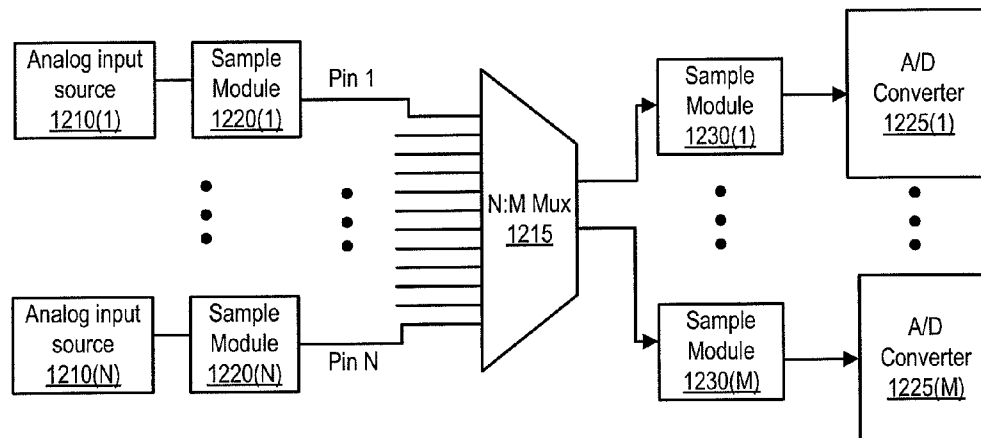 Analog input
source
1210(1)
Sample
Module
1220(1)
Pin 1
N:M Mux
1215
Sample
Module
1230(1)
A/D
Converter
1225(1)
Analog input
source
1210(N)
Sample
Module
1220(N)
Pin N
Sample
Module
1230(M)
A/D
Converter
1225(M)